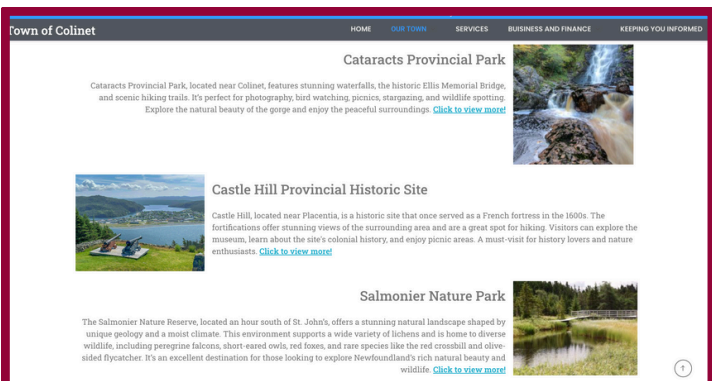 Town of Colinet
HOME OUR TOWN SERVICES BUISINESS AND FINANCE KEEPING YOU INFORMED
Cataracts Provincial Park
Cataracts Provincial Park, located near Colinet, features stunning waterfalls, the historic Ellis Memorial Bridge,
and scenic hiking trails. It's perfect for photography, bird watching, picnics, stargazing, and wildlife spotting.
Explore the natural beauty of the gorge and enjoy the peaceful surroundings. Click to view more!
Castle Hill Provincial Historic Site
Castle Hill, located near Placentia, is a historic site that once served as a French fortress in the 1600s. The
fortifications offer stunning views of the surrounding area and are a great spot for hiking. Visitors can explore the
museum, learn about the site's colonial history, and enjoy picnic areas. A must-visit for history lovers and nature
enthusiasts. Click to view more!
Salmonier Nature Park
The Salmonier Nature Reserve, located an hour south of St. John's, offers a stunning natural landscape shaped by
unique geology and a moist climate. This environment supports a wide variety of lichens and is home to diverse
wildlife, including peregrine falcons, short-eared owls, red foxes, and rare species like the red crossbill and olive-
sided flycatcher. It's an excellent destination for those looking to explore Newfoundland's rich natural beauty and
wildlife. Click to view more!